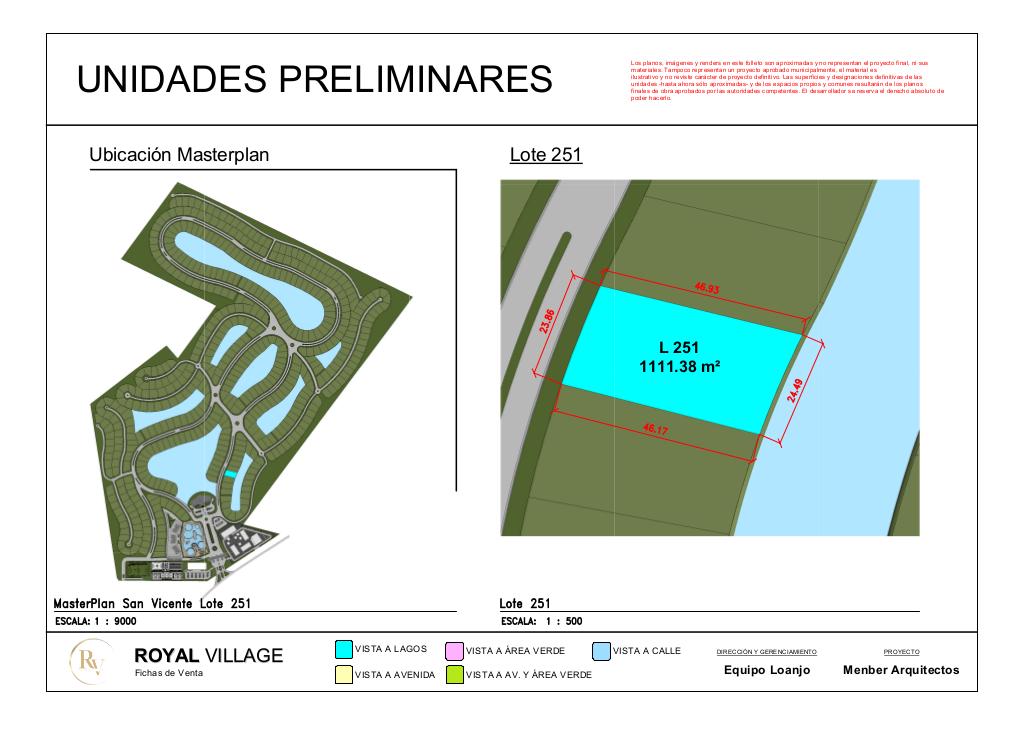 UNIDADES PRELIMINARES
Los planos, imágenes y renders en este folleto son aproximadas y no representan el proyecto final, ni sus
materiales. Tampoco representan un proyecto aprobado municipalmente, el material es
ilustrativo y no reviste carácter de proyecto definitivo. Las superficies y designaciones definitivas de las
unidades -hasta ahora sólo aproximadas- y de los espacios propios y comunes resultarán de los planos
finales de obra aprobados por las autoridades competentes. El desarrollador se reserva el derecho absoluto de
poder hacerlo.
Ubicación Masterplan
Lote 251
46.93
23.86
L 251
1111.38 m²
24.49
46.17
MasterPlan San Vicente Lote 251
ESCALA: 1 : 9000
Lote 251
ESCALA: 1 : 500
RV
ROYAL VILLAGE
Fichas de Venta
VISTA A LAGOS
VISTA A ÁREA VERDE
VISTA A CALLE
VISTA A AVENIDA
VISTA A AV. Y ÁREA VERDE
DIRECCIÓN Y GERENCIAMIENTO
Equipo Loanjo
PROYECTO
Menber Arquitectos